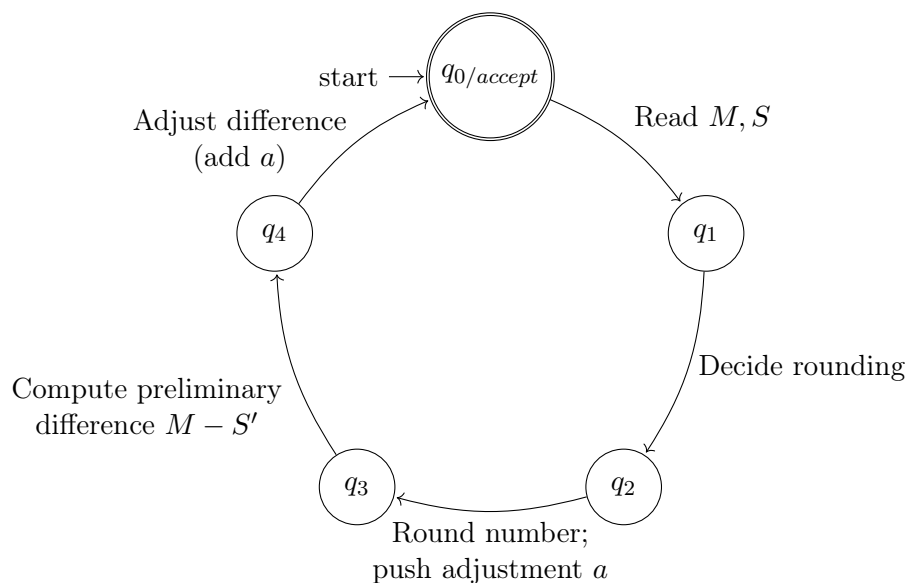 start
q0/accept
Read M, S
Adjust difference
(add a)
q4
q1
Decide rounding
Compute preliminary
difference M − S′
q3
q2
Round number;
push adjustment a